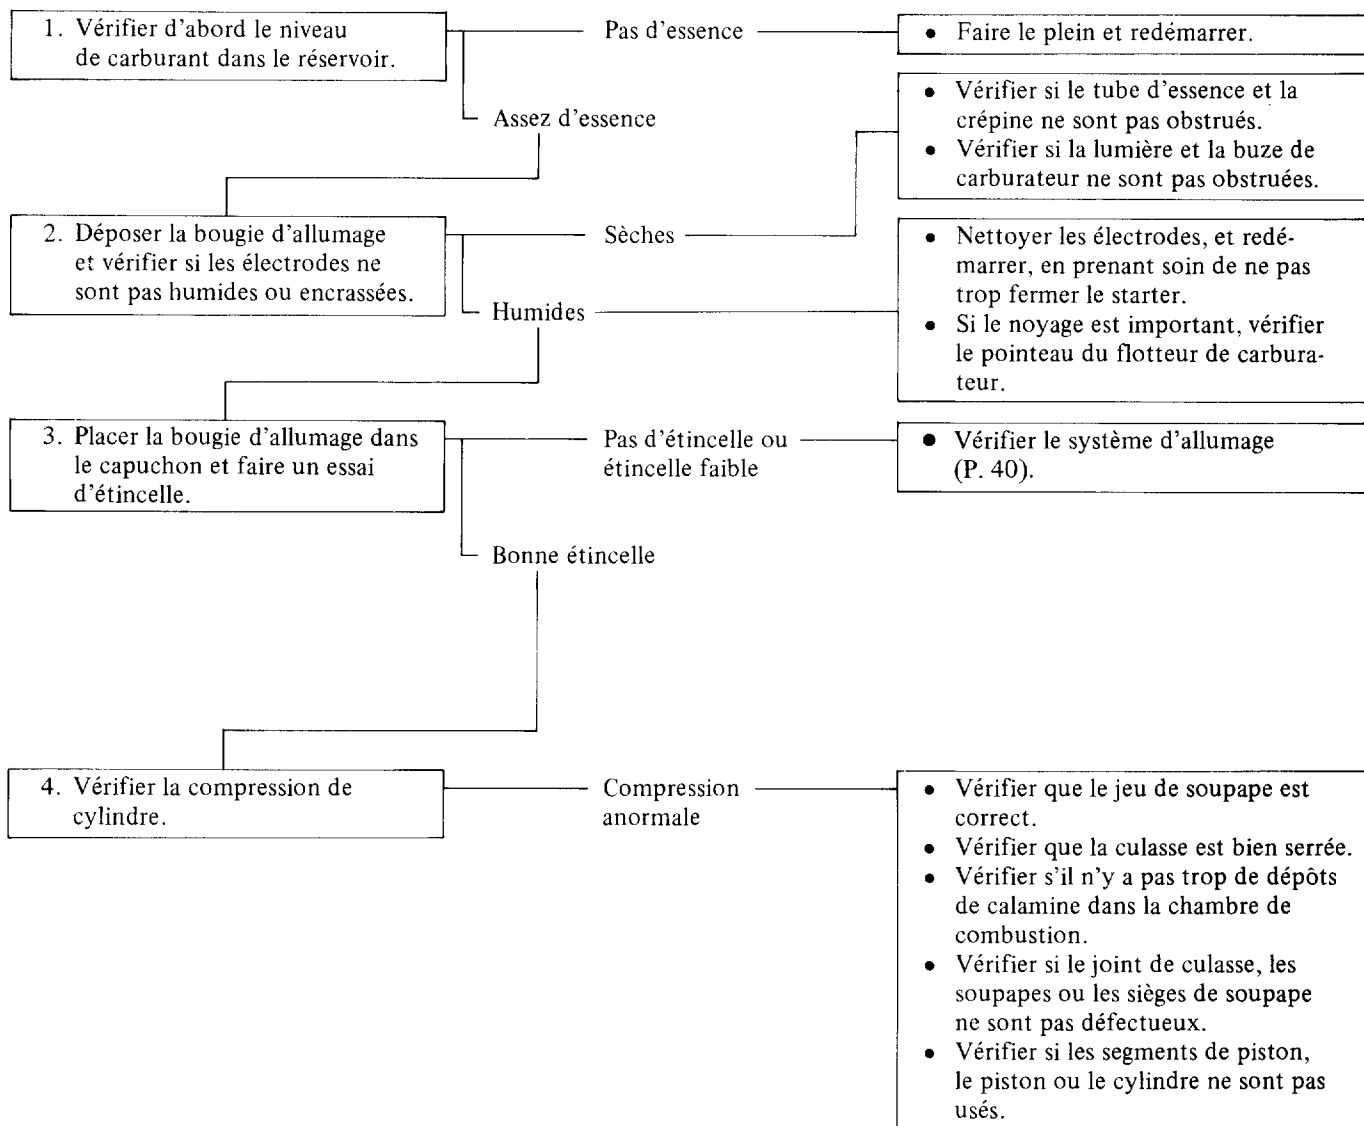 1. Vérifier d'abord le niveau
de carburant dans le réservoir.
Pas d'essence
• Faire le plein et redémarrer.
Assez d'essence
• Vérifier si le tube d'essence et la
crépine ne sont pas obstrués.
• Vérifier si la lumière et la buze de
carburateur ne sont pas obstruées.
2. Déposer la bougie d'allumage
et vérifier si les électrodes ne
sont pas humides ou encrassées.
Sèches
Humides
• Nettoyer les électrodes, et redé-
marrer, en prenant soin de ne pas
trop fermer le starter.
• Si le noyage est important, vérifier
le pointeau du flotteur de carbura-
teur.
3. Placer la bougie d'allumage dans
le capuchon et faire un essai
d'étincelle.
Pas d'étincelle ou
étincelle faible
• Vérifier le système d'allumage
(P. 40).
Bonne étincelle
4. Vérifier la compression de
cylindre.
Compression
anormale
• Vérifier que le jeu de soupape est
correct.
• Vérifier que la culasse est bien serrée.
• Vérifier s'il n'y a pas trop de dépôts
de calamine dans la chambre de
combustion.
• Vérifier si le joint de culasse, les
soupapes ou les sièges de soupape
ne sont pas défectueux.
• Vérifier si les segments de piston,
le piston ou le cylindre ne sont pas
usés.